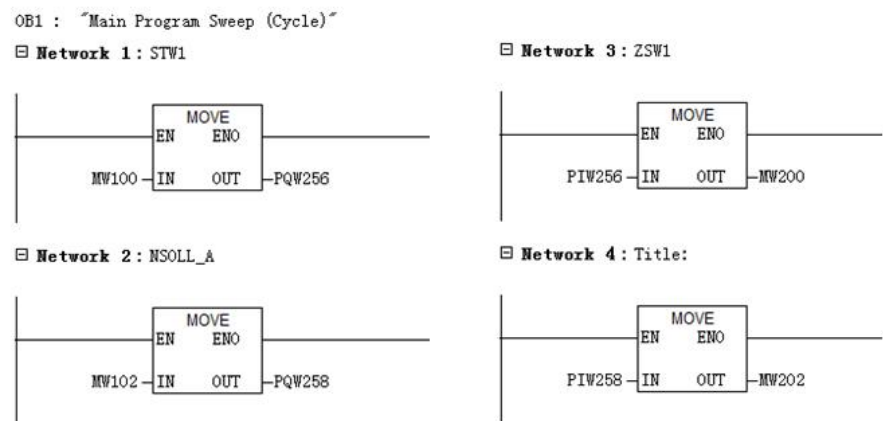 OB1 : "Main Program Sweep (Cycle)"
⊟ Network 1: STW1
MOVE
EN ENO
MW100 IN OUT PQW256
⊟ Network 2: NSOLL_A
MOVE
EN ENO
MW102 IN OUT PQW258
⊟ Network 3: ZSW1
MOVE
EN ENO
PIW256 IN OUT MW200
⊟ Network 4: Title:
MOVE
EN ENO
PIW258 IN OUT MW202